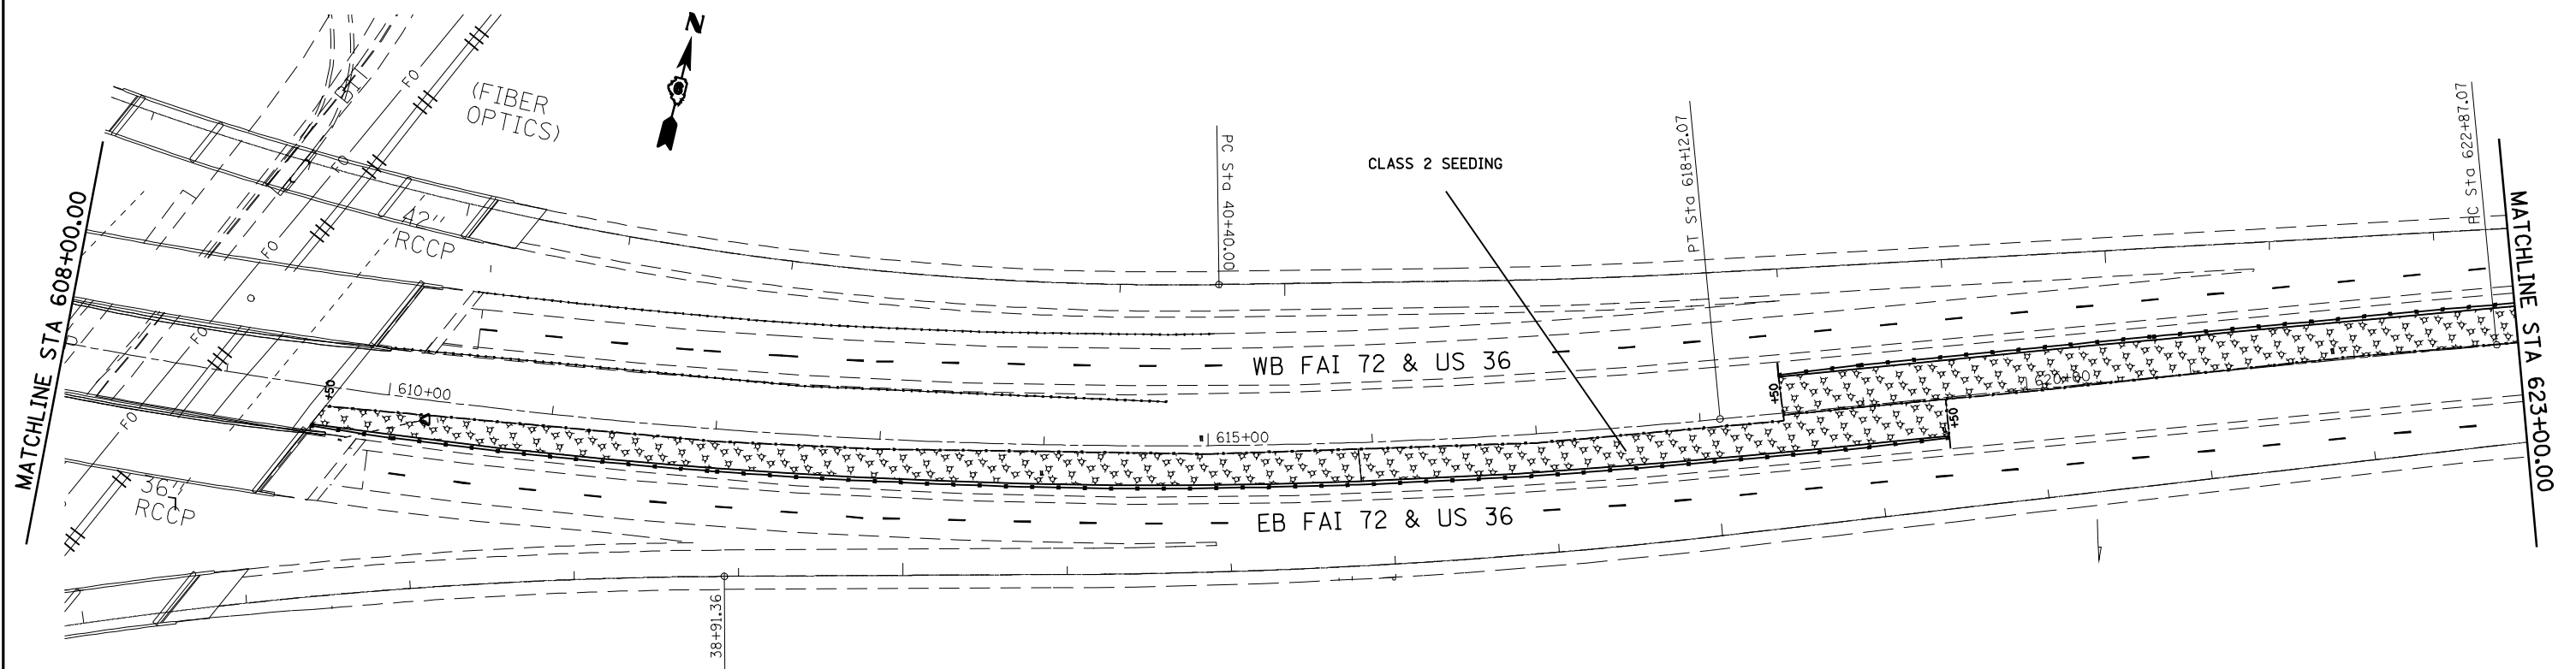 N
(FIBER
OPTICS)
BT
FO
FO
FO
FO
FO
42''
RCCP
36''
RCCP
MATCHLINE STA 608+00.00
PC Sta 40+40.00
CLASS 2 SEEDING
PT Sta 618+12.07
PC Sta 622+87.07
MATCHLINE STA 623+00.00
WB FAI 72 & US 36
+50
610+00
615+00
+50
620+00
+50
EB FAI 72 & US 36
38+91.36